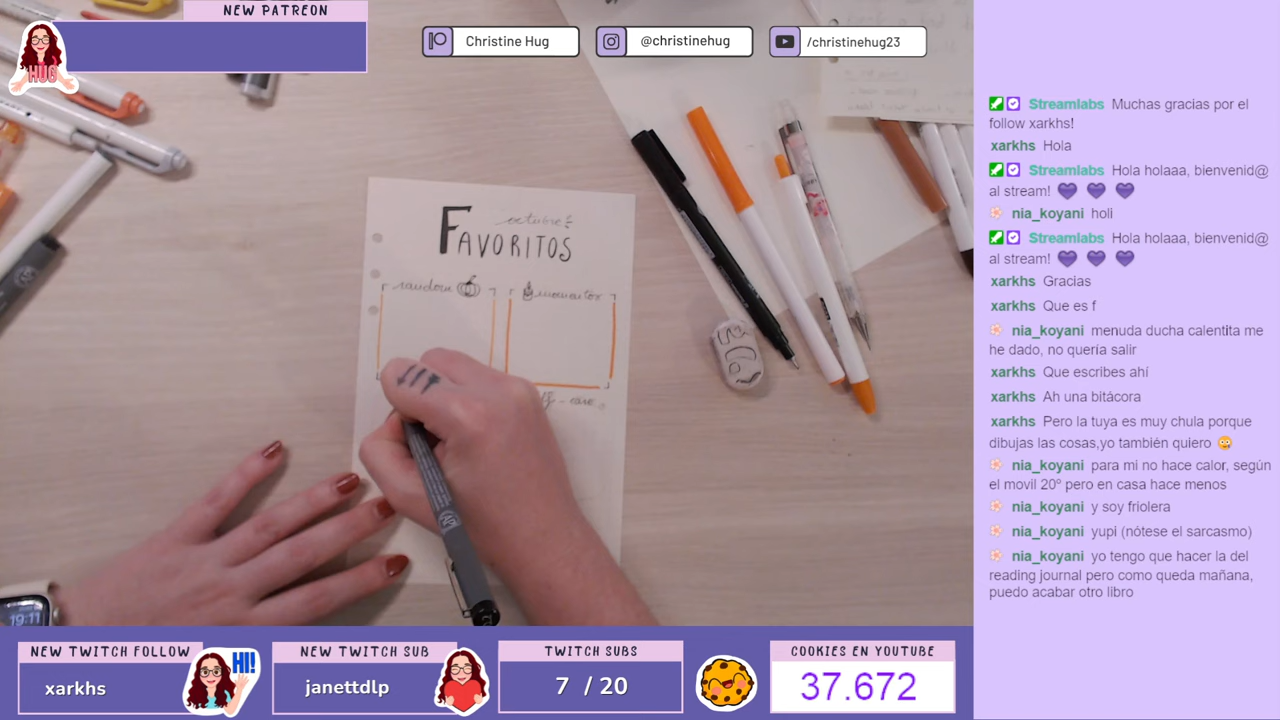 NEW PATREON
HUG
Christine Hug
@christinehug
/christinehug23
octubre
FAVORITOS
random
momentos
care
19:11
Streamlabs Muchas gracias por el
follow xarkhs!
xarkhs Hola
Streamlabs Hola holaaa, bienvenid@
al stream!
nia_koyani holi
Streamlabs Hola holaaa, bienvenid@
al stream!
xarkhs Gracias
xarkhs Que es f
nia_koyani menuda ducha calentita me
he dado, no quería salir
xarkhs Que escribes ahí
xarkhs Ah una bitácora
xarkhs Pero la tuya es muy chula porque
dibujas las cosas,yo también quiero
nia_koyani para mi no hace calor, según
el movil 20º pero en casa hace menos
nia_koyani y soy friolera
nia_koyani yupi (nótese el sarcasmo)
nia_koyani yo tengo que hacer la del
reading journal pero como queda mañana,
puedo acabar otro libro
NEW TWITCH FOLLOW
xarkhs
HI!
NEW TWITCH SUB
janettdlp
TWITCH SUBS
7 / 20
COOKIES EN YOUTUBE
37.672